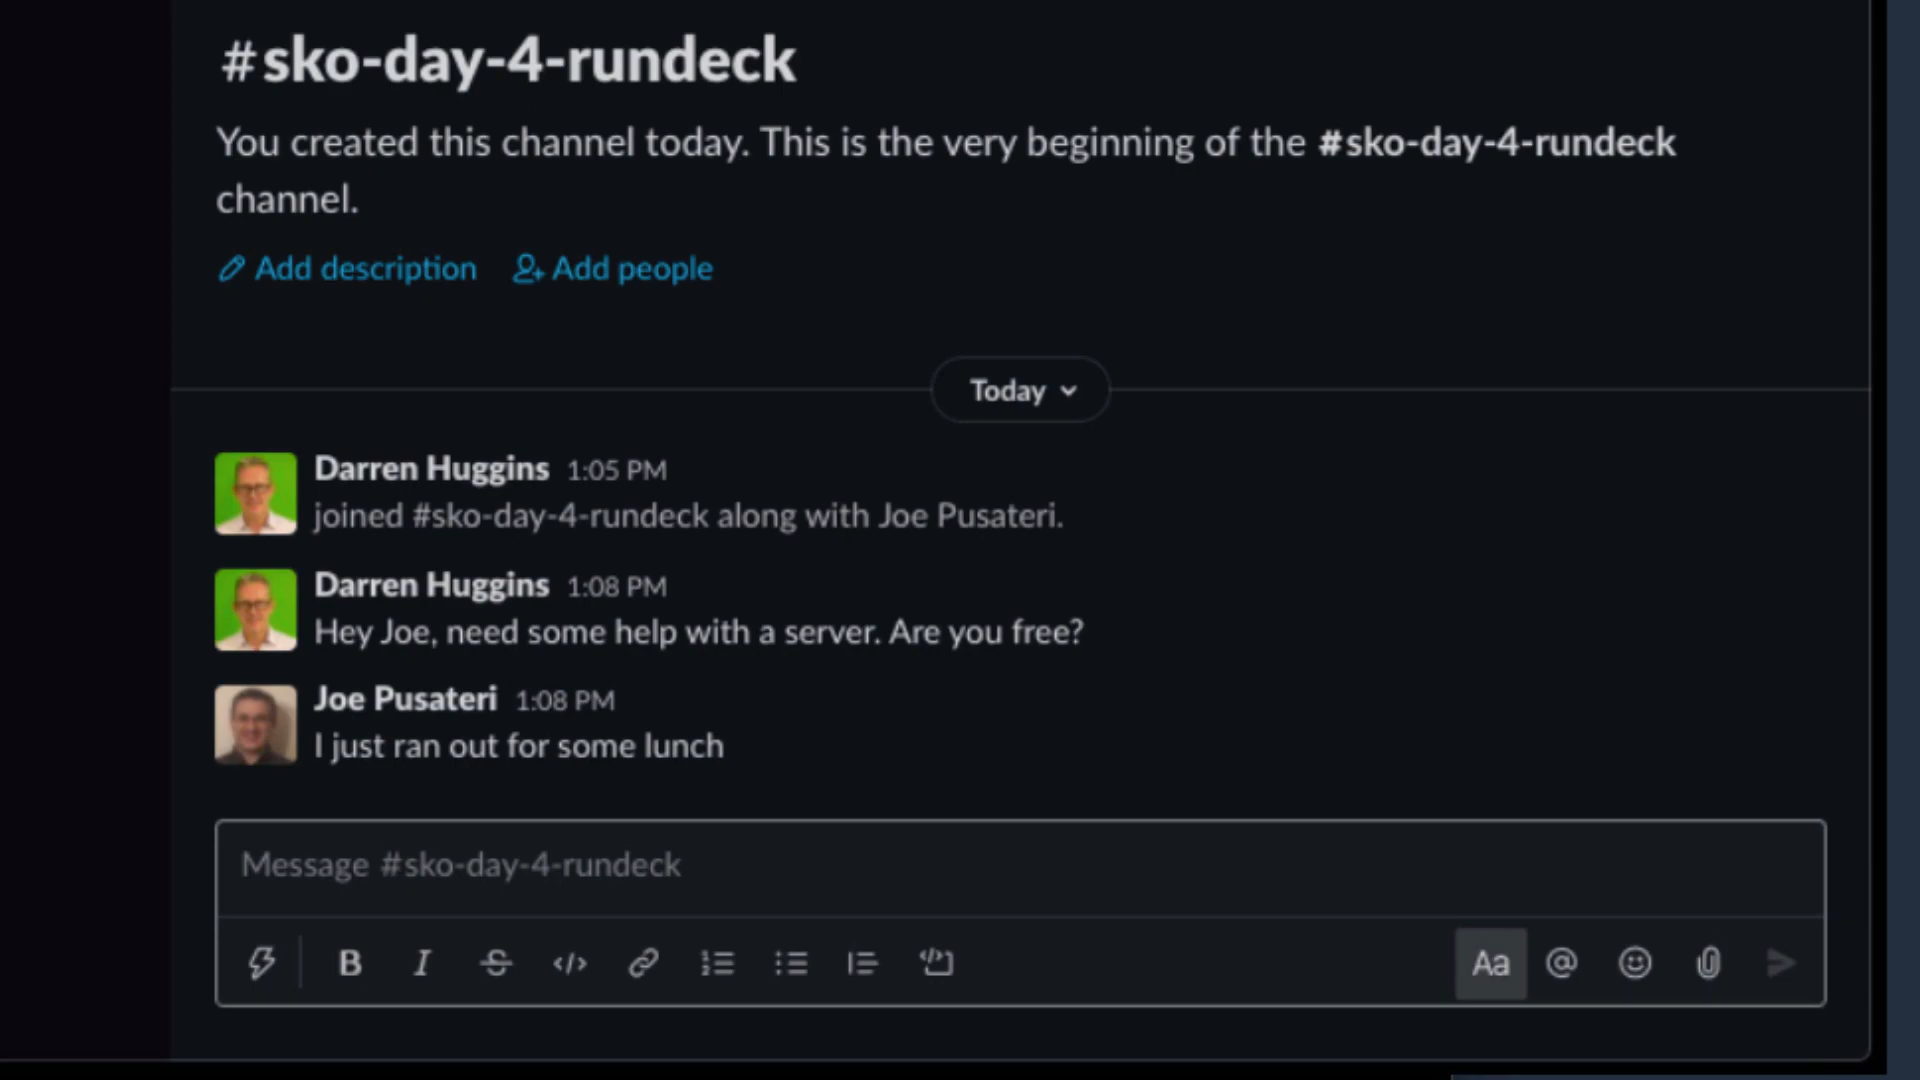 #sko-day-4-rundeck
You created this channel today. This is the very beginning of the #sko-day-4-rundeck
channel.
Add description Add people
Today
Darren Huggins 1:05 PM
joined #sko-day-4-rundeck along with Joe Pusateri.
Darren Huggins 1:08 PM
Hey Joe, need some help with a server. Are you free?
Joe Pusateri 1:08 PM
I just ran out for some lunch
Message #sko-day-4-rundeck
B I S </> Aa @